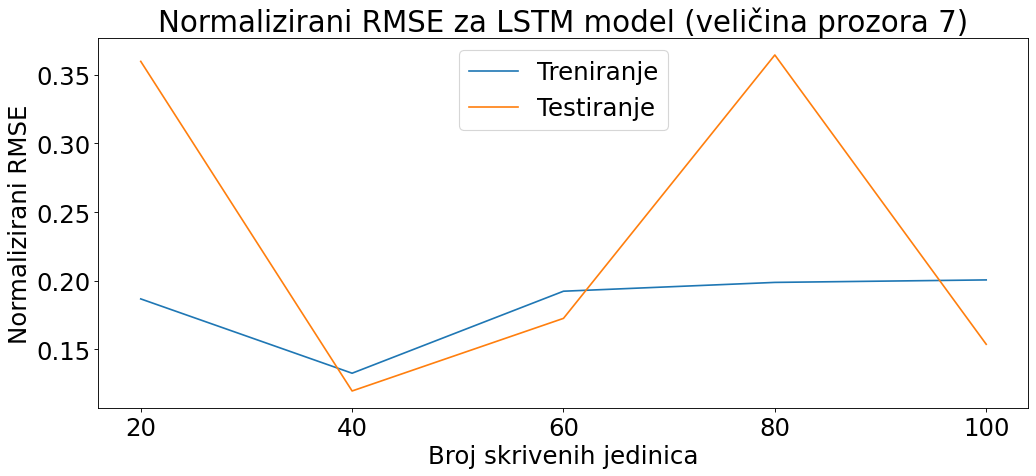 Normalizirani RMSE za LSTM model (veličina prozora 7)
Treniranje
Testiranje
Normalizirani RMSE
0.35
0.30
0.25
0.20
0.15
20 40 60 80 100
Broj skrivenih jedinica